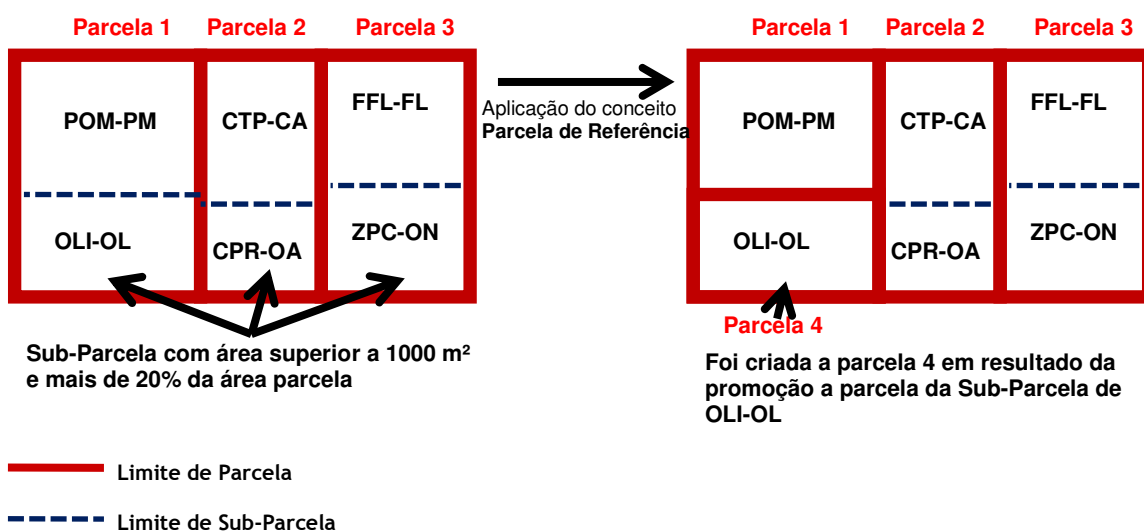 Parcela 1 Parcela 2 Parcela 3
POM-PM CTP-CA FFL-FL
OLI-OL CPR-OA ZPC-ON
Sub-Parcela com área superior a 1000 m²
e mais de 20% da área parcela
Aplicação do conceito
Parcela de Referência
Parcela 1 Parcela 2 Parcela 3
POM-PM CTP-CA FFL-FL
OLI-OL CPR-OA ZPC-ON
Parcela 4
Foi criada a parcela 4 em resultado da
promoção a parcela da Sub-Parcela de
OLI-OL
Limite de Parcela
Limite de Sub-Parcela